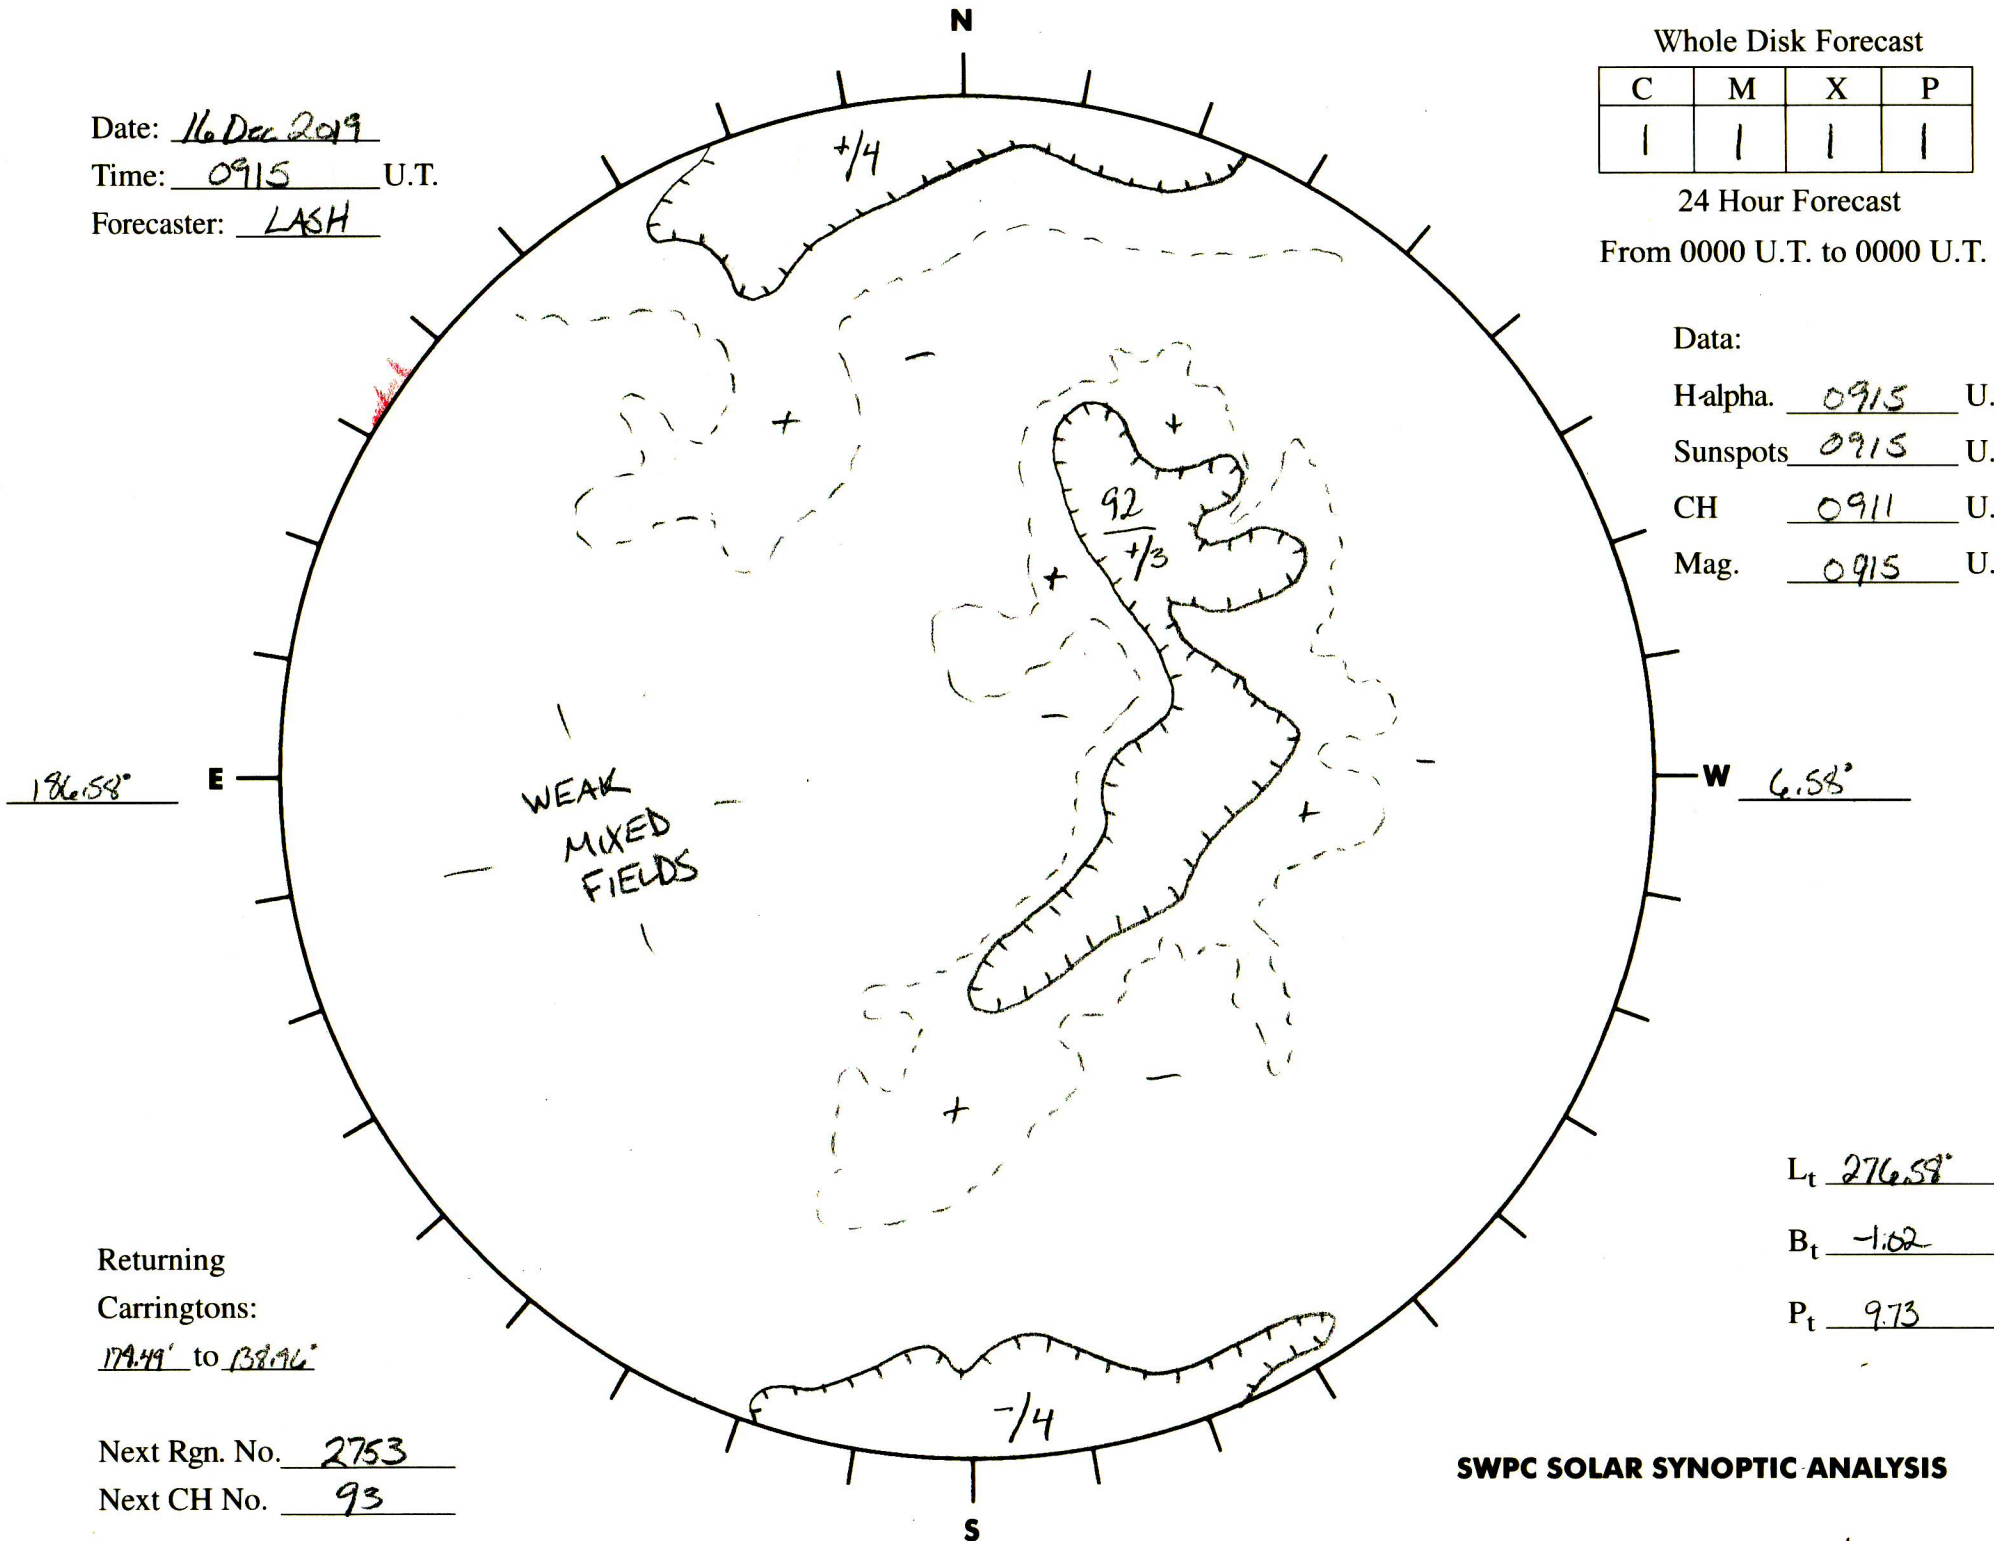 N
Whole Disk Forecast
C M X P
1 1 1 1
24 Hour Forecast
From 0000 U.T. to 0000 U.T.
Date: 16 Dec 2019
Time: 0915 U.T.
Forecaster: LASH
+/4
Data:
H-alpha. 0915 U.
Sunspots 0915 U.
CH 0911 U.
Mag. 0915 U.
−
+
+
92
+/3
+
−
186.58° E
W 6.58°
WEAK
MIXED
FIELDS
−
+
−
+
Lt 276.58°
Bt -1.02
Pt 9.73
Returning
Carringtons:
179.49° to 138.96°
-/4
Next Rgn. No. 2753
Next CH No. 93
SWPC SOLAR SYNOPTIC ANALYSIS
S